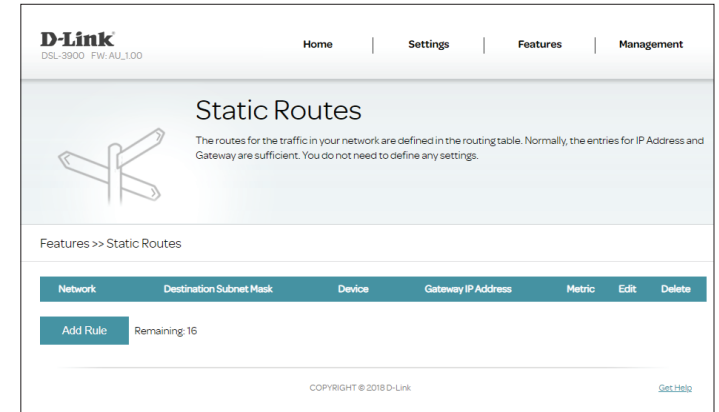 D-Link
DSL-3900 FW: AU_1.00
Home Settings Features Management
Static Routes
The routes for the traffic in your network are defined in the routing table. Normally, the entries for IP Address and
Gateway are sufficient. You do not need to define any settings.
Features >> Static Routes
Network Destination Subnet Mask Device Gateway IP Address Metric Edit Delete
Add Rule Remaining: 16
COPYRIGHT © 2018 D-Link Get Help